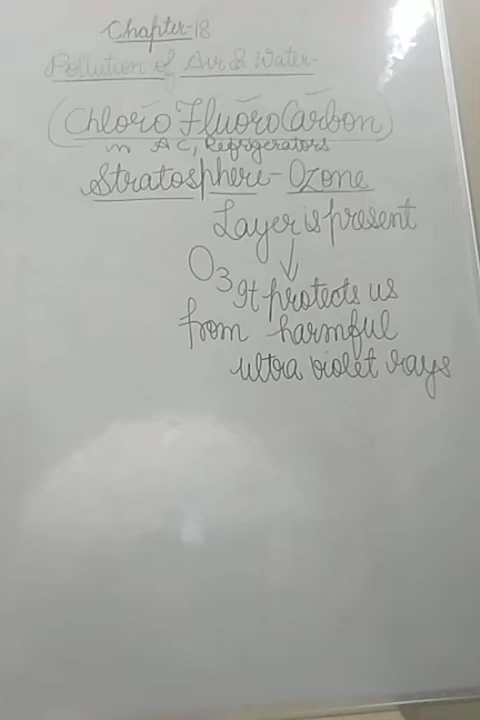 Chapter-18
Pollution of Air & Water-
(Chloro Fluoro Carbon)
in AC, Refrigerators
Stratosphere - Ozone
Layer is present
O3
It protects us
from harmful
ultra violet rays